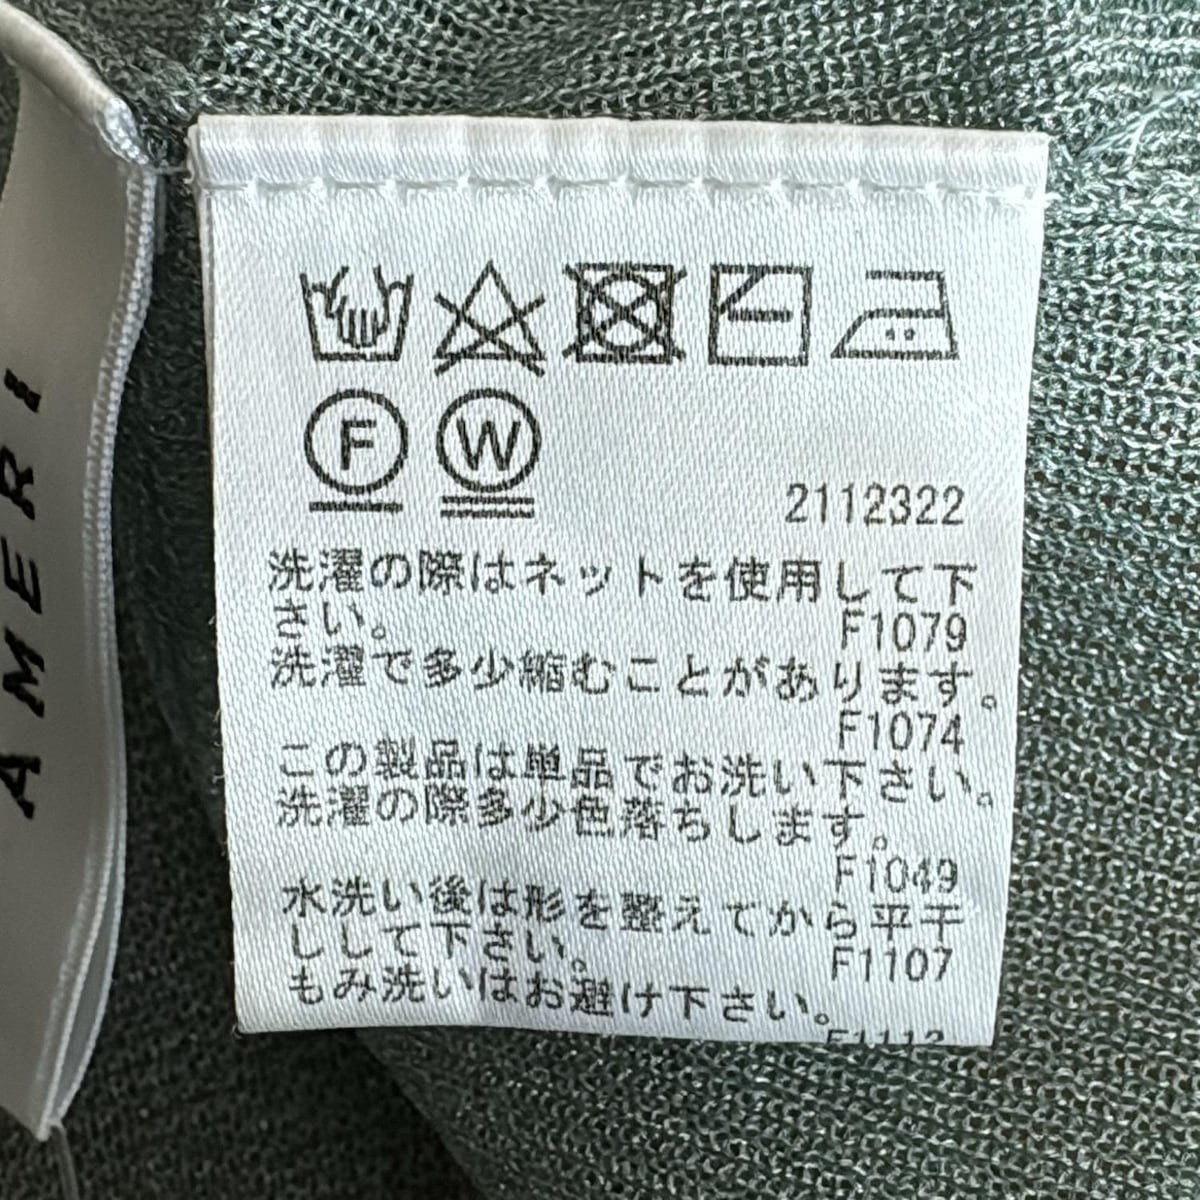 AMERI
F
W
2112322
洗濯の際はネットを使用して下
さい。
F1079
洗濯で多少縮むことがあります。
F1074
この製品は単品でお洗い下さい。
洗濯の際多少色落ちします。
F1049
水洗い後は形を整えてから平干
しして下さい。
F1107
もみ洗いはお避け下さい。